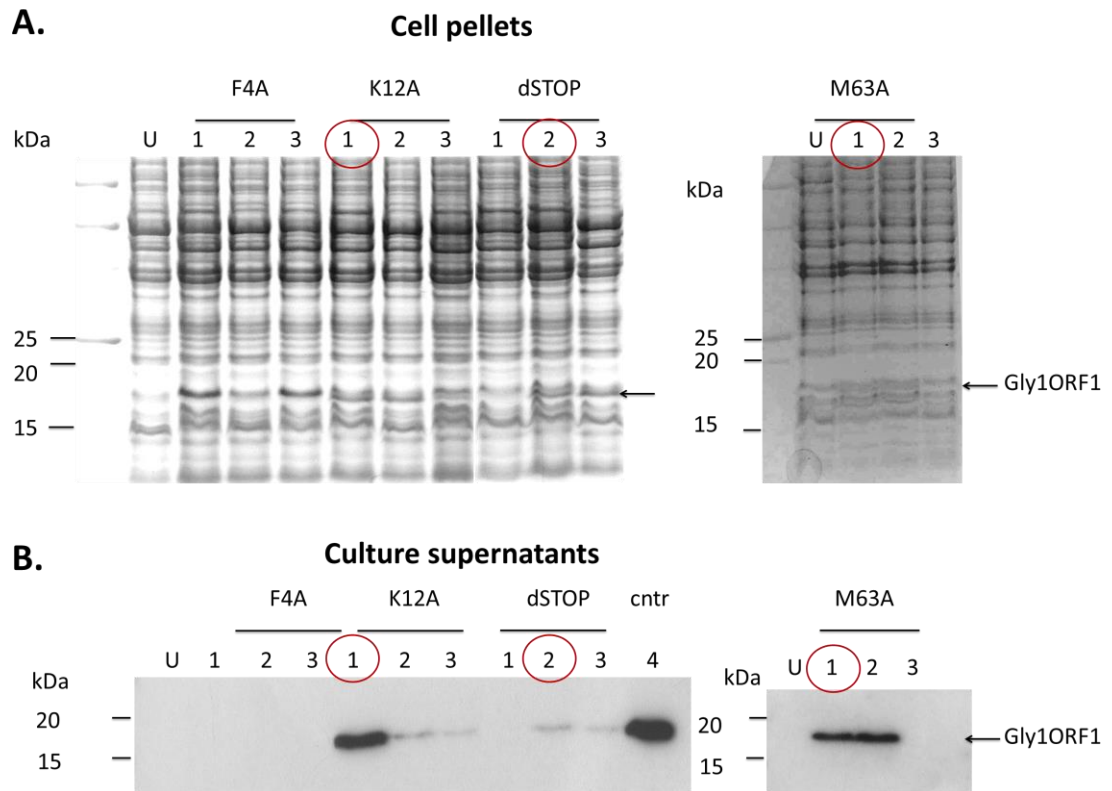 A.
Cell pellets
F4A K12A dSTOP M63A
kDa U 1 2 3 1 2 3 1 2 3 U 1 2 3
kDa
25 25
20 20
Gly1ORF1
15 15
B.
Culture supernatants
F4A K12A dSTOP cntr M63A
U 1 2 3 1 2 3 1 2 3 4 U 1 2 3
kDa kDa
20 20
Gly1ORF1
15 15